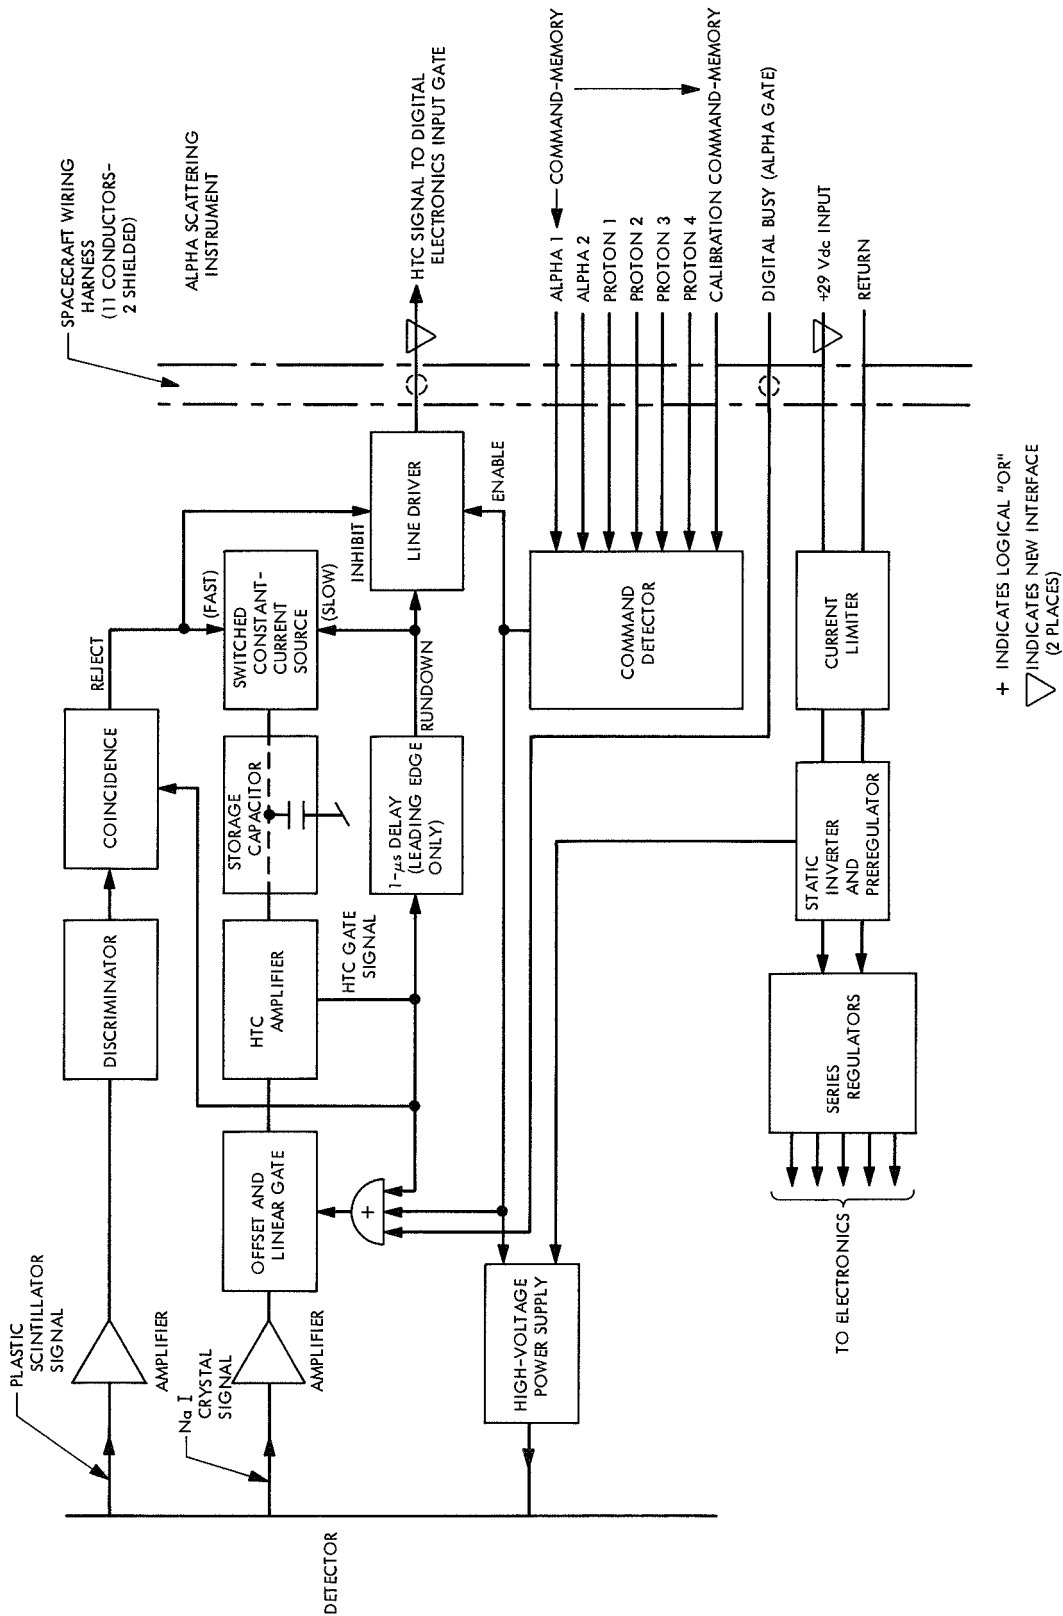 DETECTOR
PLASTIC
SCINTILLATOR
SIGNAL
AMPLIFIER
Na I
CRYSTAL
SIGNAL
AMPLIFIER
DISCRIMINATOR
COINCIDENCE
REJECT
OFFSET AND
LINEAR GATE
HTC
AMPLIFIER
STORAGE
CAPACITOR
SWITCHED
CONSTANT-
CURRENT
SOURCE
(FAST)
(SLOW)
INHIBIT
HTC GATE
SIGNAL
1-μs DELAY
(LEADING EDGE
ONLY)
RUNDOWN
LINE DRIVER
ENABLE
+
SPACECRAFT WIRING
HARNESS
(11 CONDUCTORS-
2 SHIELDED)
ALPHA SCATTERING
INSTRUMENT
HTC SIGNAL TO DIGITAL
ELECTRONICS INPUT GATE
HIGH-VOLTAGE
POWER SUPPLY
COMMAND
DETECTOR
ALPHA 1
COMMAND-MEMORY
ALPHA 2
PROTON 1
PROTON 2
PROTON 3
PROTON 4
CALIBRATION COMMAND-MEMORY
DIGITAL BUSY (ALPHA GATE)
+29 Vdc INPUT
RETURN
TO ELECTRONICS
SERIES
REGULATORS
STATIC
INVERTER
AND
PREREGULATOR
CURRENT
LIMITER
+ INDICATES LOGICAL "OR"
INDICATES NEW INTERFACE
(2 PLACES)